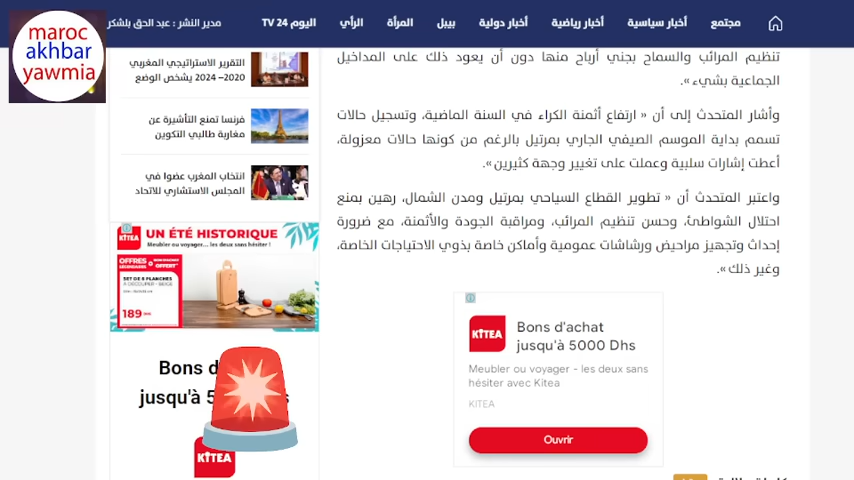 مجتمع
أخبار سياسية
أخبار رياضية
أخبار دولية
المرأة
بيبل
الرأي
اليوم 24 TV
مدير النشر : عبد الحق بلشكر
maroc
akhbar
yawmia
تنظيم المرائب والسماح بجني أرباح منها دون أن يعود ذلك على المداخيل
الجماعية بشيء ».
وأشار المتحدث إلى أن « ارتفاع أثمنة الكراء في السنة الماضية، وتسجيل حالات
تسمم بداية الموسم الصيفي الجاري بمرتيل بالرغم من كونها حالات معزولة،
أعطت إشارات سلبية وعملت على تغيير وجهة كثيرين ».
واعتبر المتحدث أن « تطوير القطاع السياحي بمرتيل ومدن الشمال، رهين بمنع
احتلال الشواطئ، وحسن تنظيم المرائب، ومراقبة الجودة والأثمنة، مع ضرورة
إحداث وتجهيز مراحيض ورشاشات عمومية وأماكن خاصة بذوي الاحتياجات الخاصة،
وغير ذلك ».
التقرير الاستراتيجي المغربي
2020– 2024 يشخص الوضع
فرنسا تمنع التأشيرة عن
مغاربة طالبي التكوين
انتخاب المغرب عضوا في
المجلس الاستشاري للاتحاد
KITEA
UN ÉTÉ HISTORIQUE
Meubler ou voyager... les deux sans hésiter !
OFFRES
OFFERT
SET DE 6 PLANCHES
À DÉCOUPER - BEIGE
189
Bons d
jusqu'à 5
s
KITEA
KITEA
Bons d'achat
jusqu'à 5000 Dhs
Meubler ou voyager - les deux sans
hésiter avec Kitea
KITEA
Ouvrir